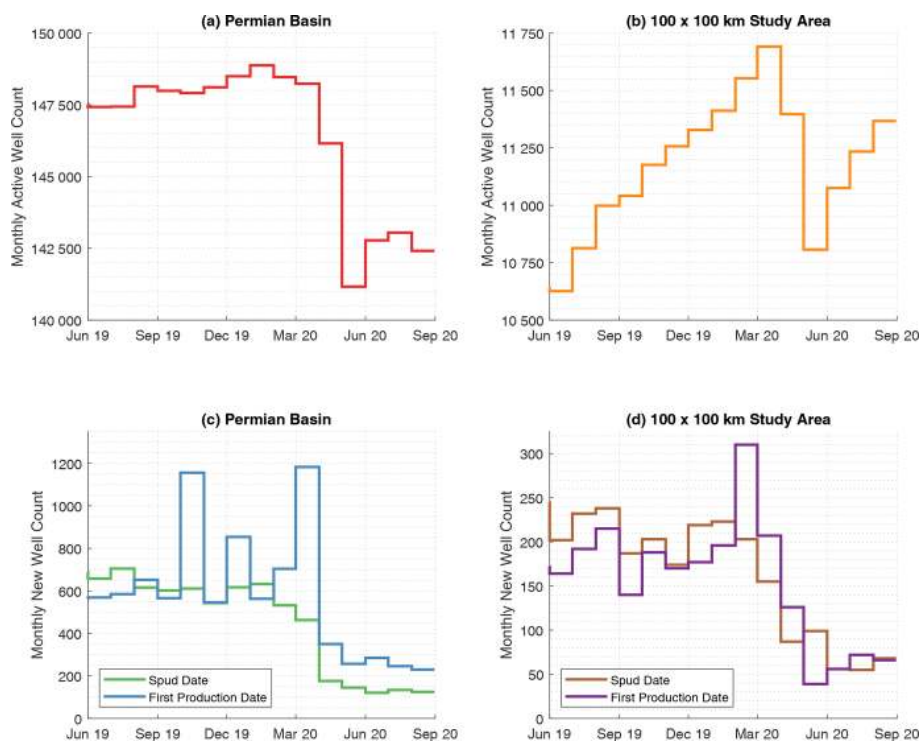 (a) Permian Basin
(b) 100 x 100 km Study Area
150 000
147 500
145 000
142 500
140 000
Monthly Active Well Count
Jun 19 Sep 19 Dec 19 Mar 20 Jun 20 Sep 20
11 750
11 500
11 250
11 000
10 750
10 500
Monthly Active Well Count
Jun 19 Sep 19 Dec 19 Mar 20 Jun 20 Sep 20
(c) Permian Basin
(d) 100 x 100 km Study Area
1200
1000
800
600
400
200
0
Monthly New Well Count
Spud Date
First Production Date
Jun 19 Sep 19 Dec 19 Mar 20 Jun 20 Sep 20
300
250
200
150
100
50
0
Monthly New Well Count
Spud Date
First Production Date
Jun 19 Sep 19 Dec 19 Mar 20 Jun 20 Sep 20